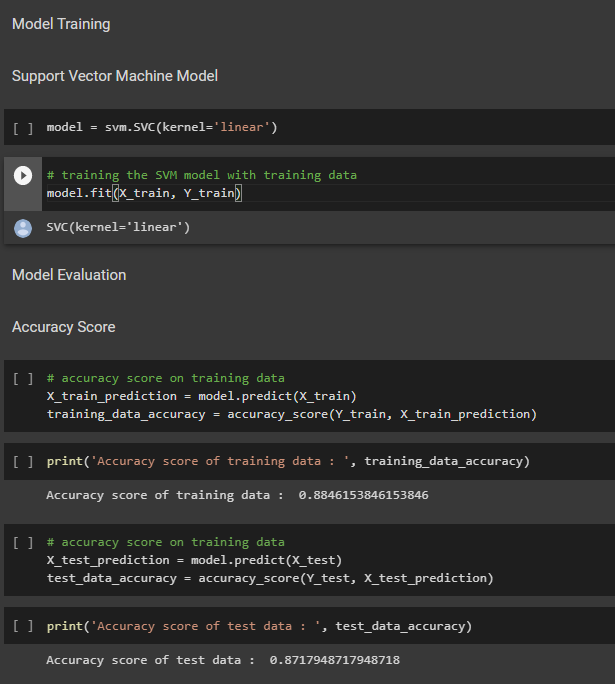 Model Training
Support Vector Machine Model
[ ] model = svm.SVC(kernel='linear')
# training the SVM model with training data
model.fit(X_train, Y_train)
SVC(kernel='linear')
Model Evaluation
Accuracy Score
[ ] # accuracy score on training data
X_train_prediction = model.predict(X_train)
training_data_accuracy = accuracy_score(Y_train, X_train_prediction)
[ ] print('Accuracy score of training data : ', training_data_accuracy)
Accuracy score of training data :  0.8846153846153846
[ ] # accuracy score on training data
X_test_prediction = model.predict(X_test)
test_data_accuracy = accuracy_score(Y_test, X_test_prediction)
[ ] print('Accuracy score of test data : ', test_data_accuracy)
Accuracy score of test data :  0.8717948717948718